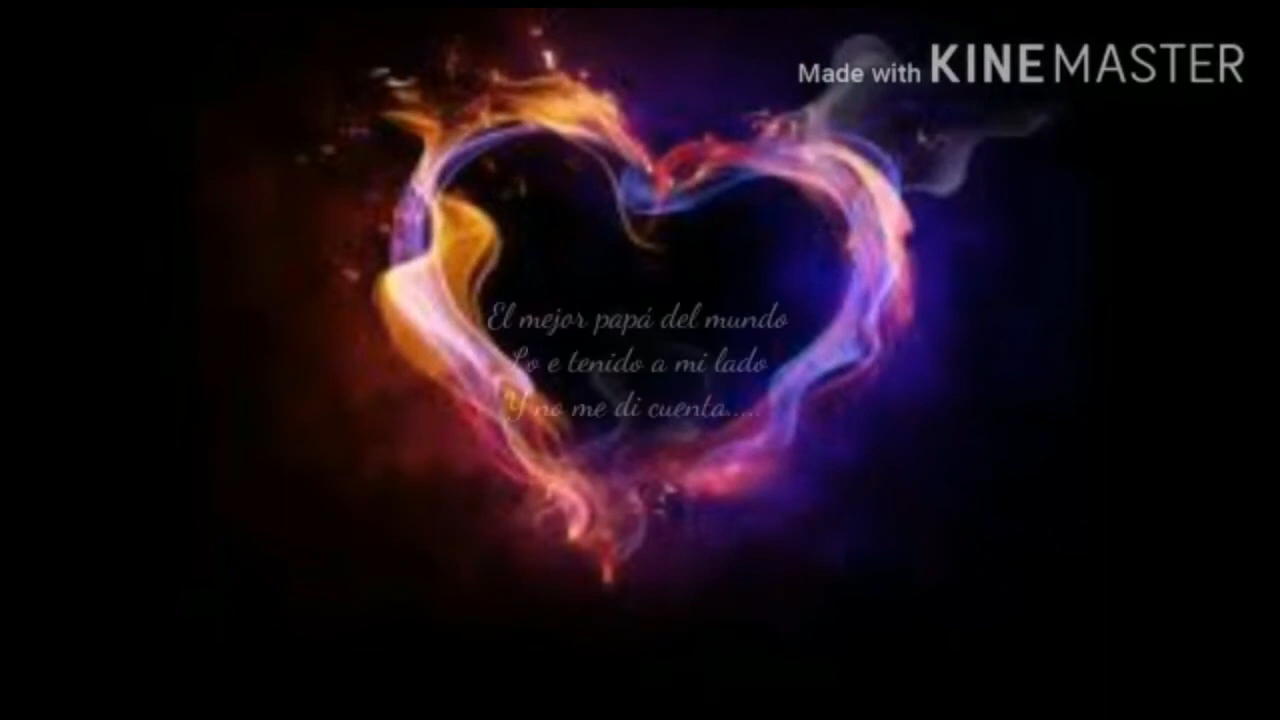 Made with KINEMASTER
El mejor papá del mundo
Lo e tenido a mi lado
Y no me di cuenta.....